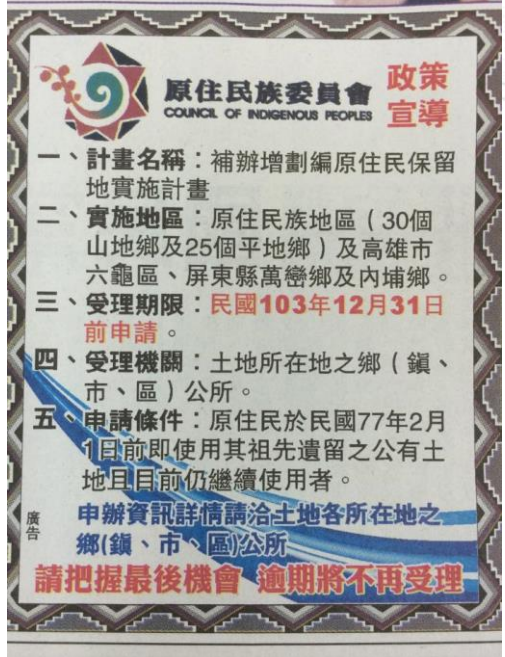 原住民族委員會
COUNCIL OF INDIGENOUS PEOPLES
政策
宣導
一、計畫名稱：補辦增劃編原住民保留
地實施計畫
二、實施地區：原住民族地區（30個
山地鄉及25個平地鄉）及高雄市
六龜區、屏東縣萬巒鄉及內埔鄉。
三、受理期限：民國103年12月31日
前申請。
四、受理機關：土地所在地之鄉（鎮、
市、區）公所。
五、申請條件：原住民於民國77年2月
1日前即使用其祖先遺留之公有土
地且目前仍繼續使用者。
廣告
申辦資訊詳情請洽土地各所在地之
鄉(鎮、市、區)公所
請把握最後機會 逾期將不再受理